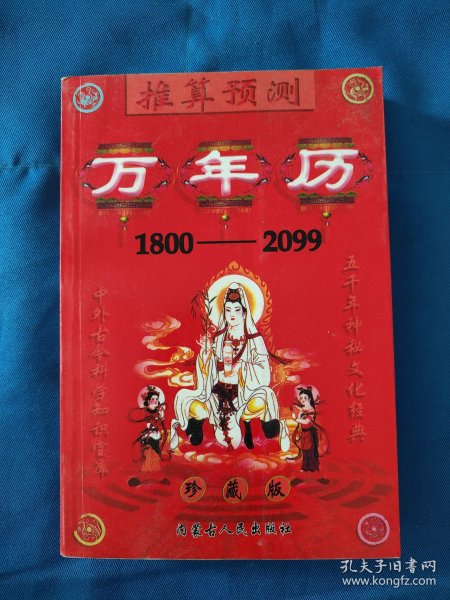 推算预测
万年历
1800——2099
五千年神秘文化经典
中外古今科学知识宝库
珍藏版
内蒙古人民出版社
孔夫子旧书网
www.kongfz.com